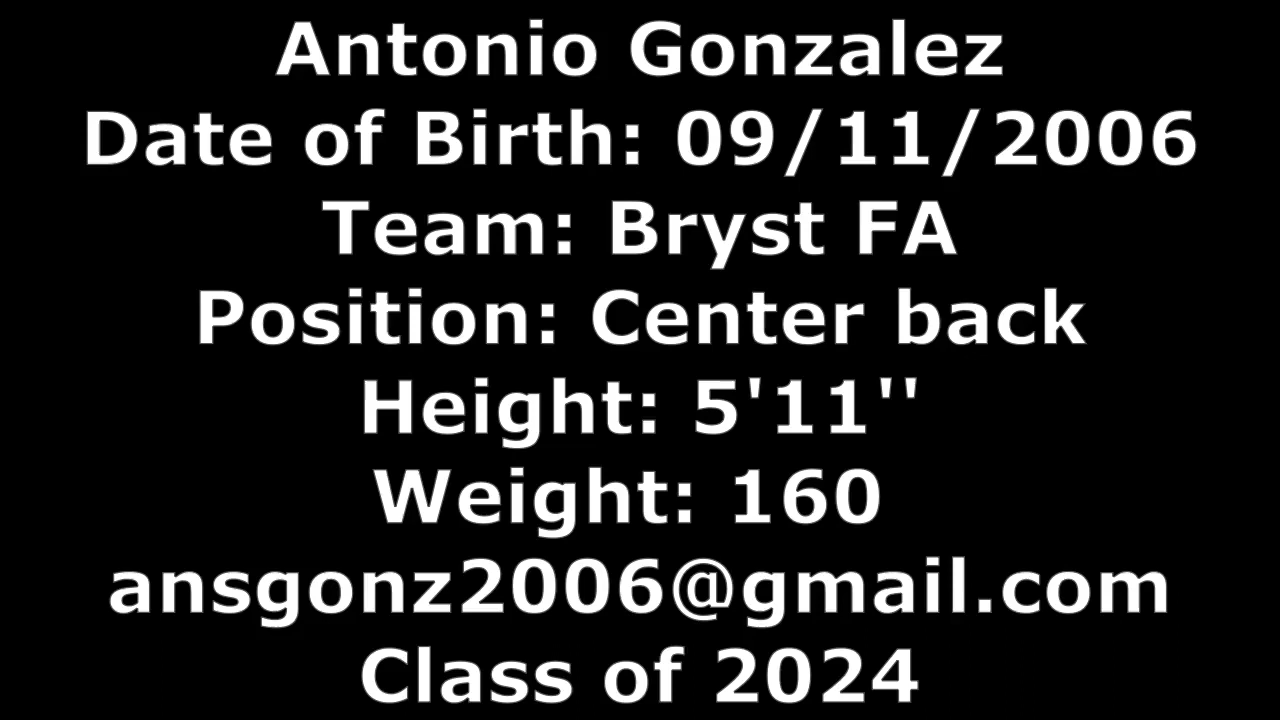 Antonio Gonzalez
Date of Birth: 09/11/2006
Team: Bryst FA
Position: Center back
Height: 5'11''
Weight: 160
ansgonz2006@gmail.com
Class of 2024